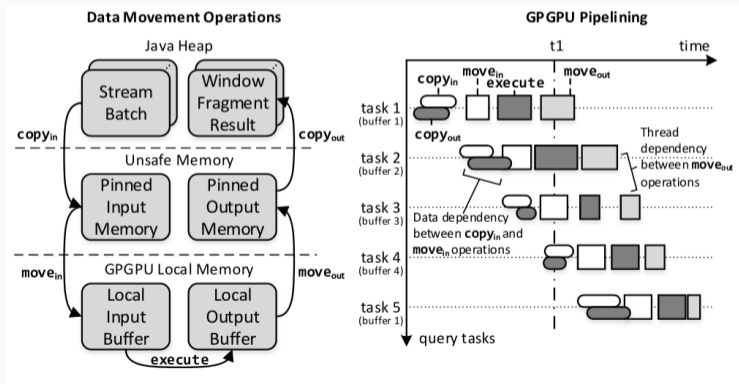 Data Movement Operations
Java Heap
Stream
Batch
Window
Fragment
Result
copyin
copyout
Unsafe Memory
Pinned
Input
Memory
Pinned
Output
Memory
movein
moveout
GPGPU Local Memory
Local
Input
Buffer
Local
Output
Buffer
execute
GPGPU Pipelining
t1
time
copyin
movein
execute
moveout
task 1
(buffer 1)
copyout
task 2
(buffer 2)
Thread
dependency
between moveout
operations
task 3
(buffer 3)
Data dependency
between copyin and
movein operations
task 4
(buffer 4)
task 5
(buffer 1)
query tasks